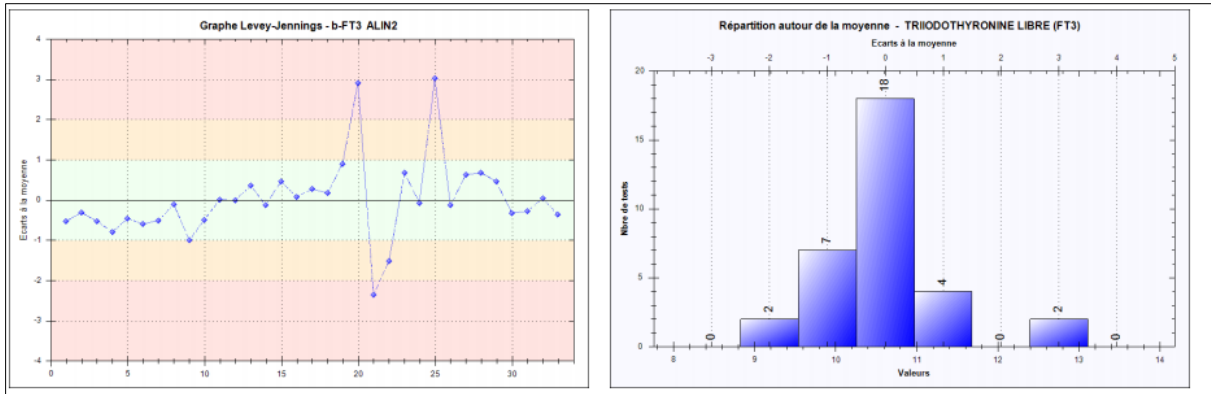 Graphe Levey-Jennings - b-FT3 ALIN2
Ecarts à la moyenne
4
3
2
1
0
-1
-2
-3
-4
0 5 10 15 20 25 30
Répartition autour de la moyenne - TRIIODOTHYRONINE LIBRE (FT3)
Ecarts à la moyenne
-3 -2 -1 0 1 2 3 4 5
Nbre de tests
20
15
10
5
0
0 2 7 18 4 0 2 0
8 9 10 11 12 13 14
Valeurs